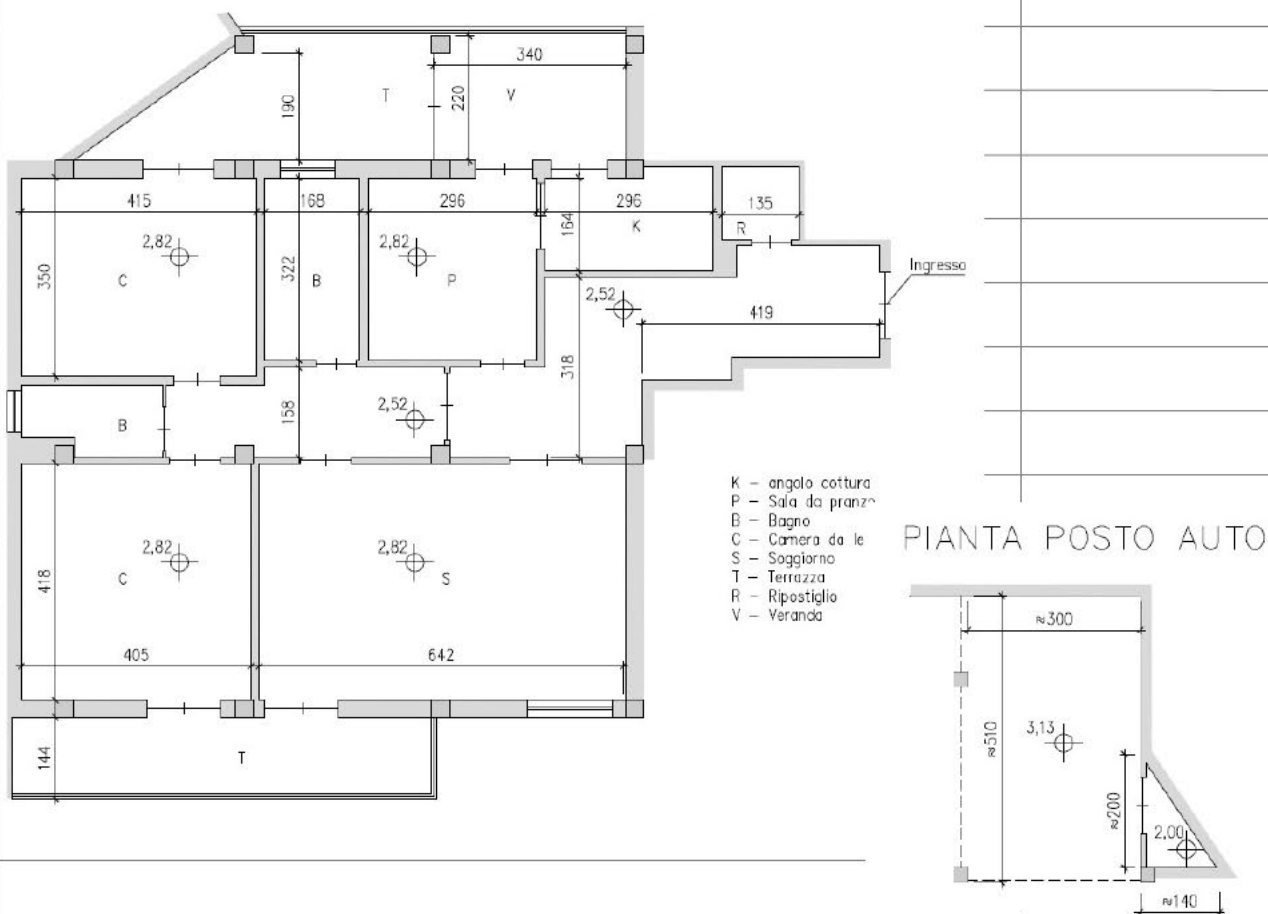 340
190
T
220
V
415
168
296
296
135
164
K
R
2,82
2,82
350
C
322
B
P
2,52
Ingresso
419
318
158
2,52
B
K - angolo cottura
P - Sala da pranzo
B - Bagno
C - Camera da le
S - Soggiorno
T - Terrazza
R - Ripostiglio
V - Veranda
2,82
2,82
418
C
S
405
642
144
T
PIANTA POSTO AUTO
≈300
≈510
3,13
≈200
2,00
≈140